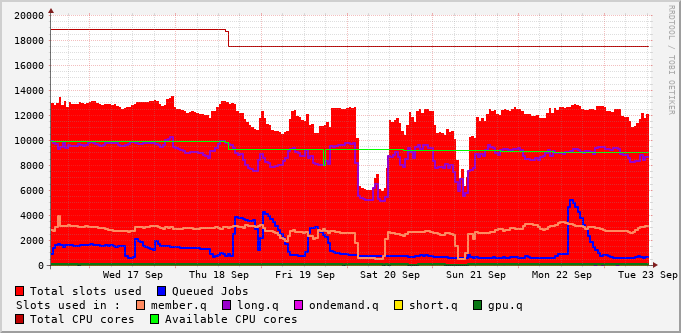 RRDTOOL / TOBI OETIKER
20000
18000
16000
14000
12000
10000
8000
6000
4000
2000
0
Wed 17 Sep Thu 18 Sep Fri 19 Sep Sat 20 Sep Sun 21 Sep Mon 22 Sep Tue 23 Sep
Total slots used Queued Jobs
Slots used in : member.q long.q ondemand.q short.q gpu.q
Total CPU cores Available CPU cores